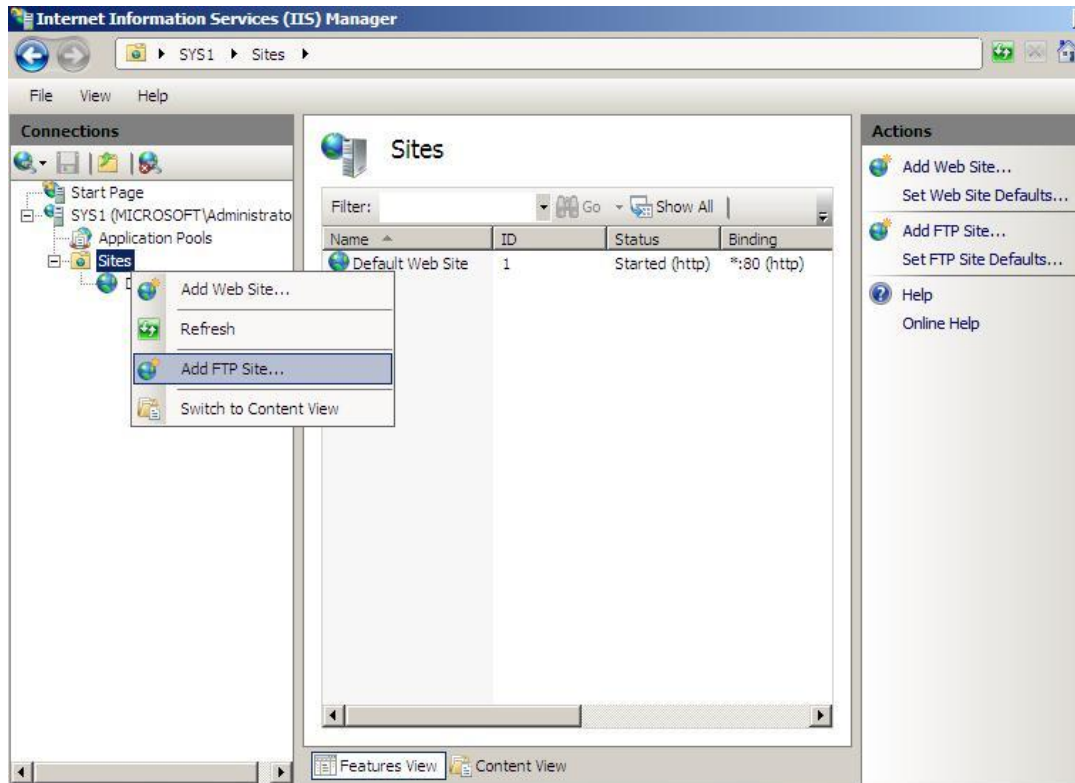 Internet Information Services (IIS) Manager
SYS1 Sites
File View Help
Connections
Start Page
SYS1 (MICROSOFT\Administrato
Application Pools
Sites
Add Web Site...
Refresh
Add FTP Site...
Switch to Content View
Sites
Filter: Go Show All
Name ID Status Binding
Default Web Site 1 Started (http) *:80 (http)
Features View Content View
Actions
Add Web Site...
Set Web Site Defaults...
Add FTP Site...
Set FTP Site Defaults...
Help
Online Help